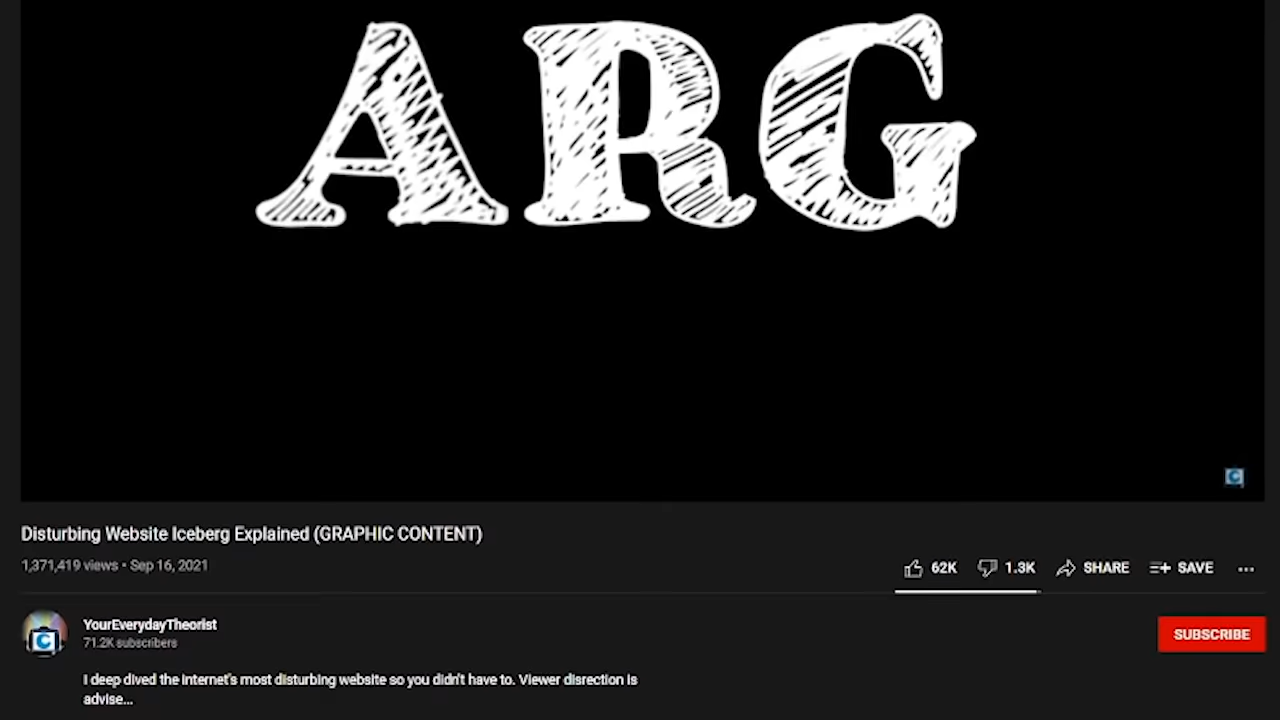 ARG
Disturbing Website Iceberg Explained (GRAPHIC CONTENT)
1,371,419 views • Sep 16, 2021
62K 1.3K SHARE SAVE ...
YourEverydayTheorist
71.2K subscribers
SUBSCRIBE
I deep dived the internet's most disturbing website so you didn't have to. Viewer disrection is
advise...